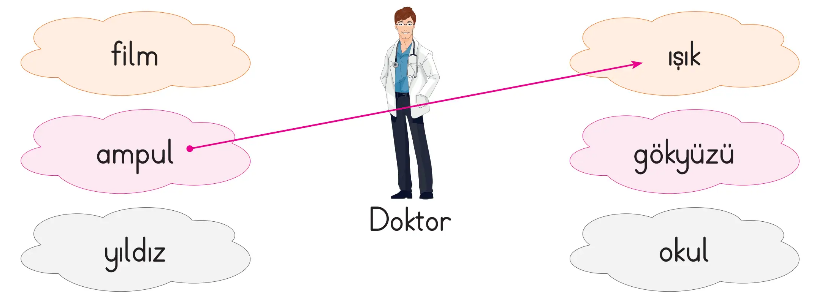 film
ışık
ampul
gökyüzü
Doktor
yıldız
okul